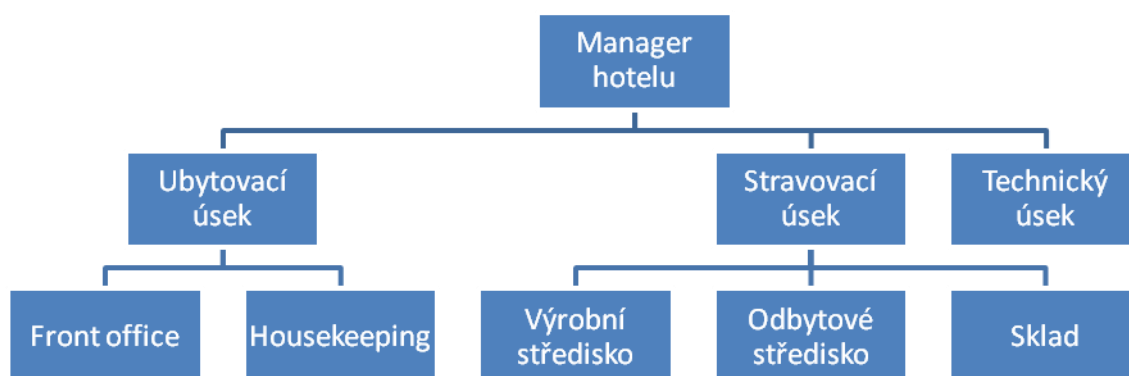 Manager
hotelu
Ubytovací
úsek
Stravovací
úsek
Technický
úsek
Front office
Housekeeping
Výrobní
středisko
Odbytové
středisko
Sklad